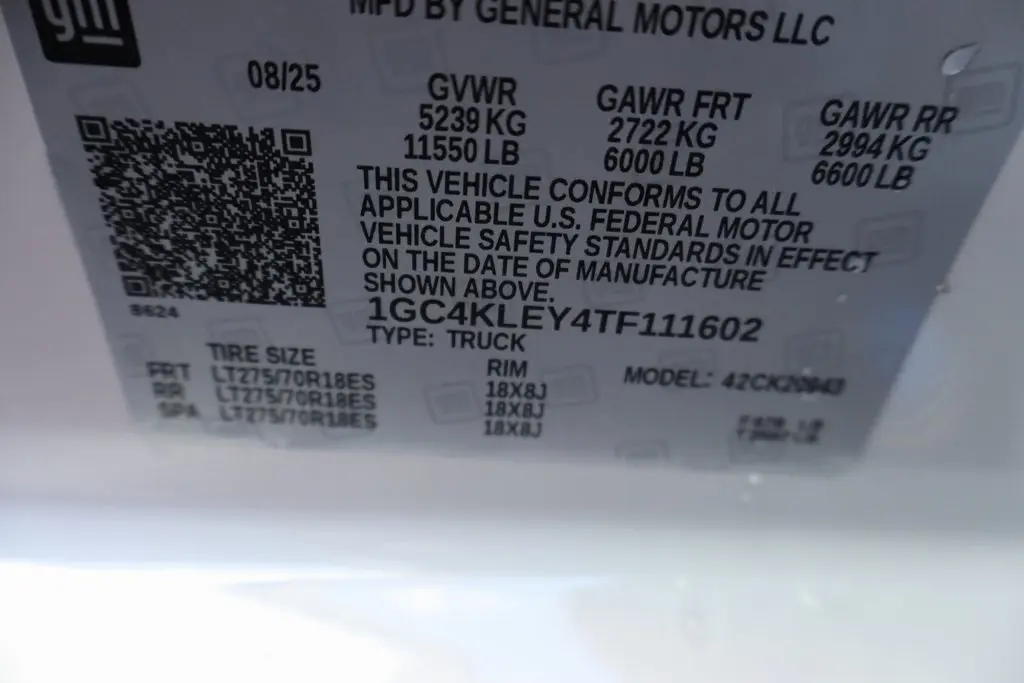 gm
MFD BY GENERAL MOTORS LLC
08/25
GVWR
5239 KG
11550 LB
GAWR FRT
2722 KG
6000 LB
GAWR RR
2994 KG
6600 LB
THIS VEHICLE CONFORMS TO ALL
APPLICABLE U.S. FEDERAL MOTOR
VEHICLE SAFETY STANDARDS IN EFFECT
ON THE DATE OF MANUFACTURE
SHOWN ABOVE.
8624
1GC4KLEY4TF111602
TYPE: TRUCK
TIRE SIZE
RIM
FRT LT275/70R18ES 18X8J
RR LT275/70R18ES 18X8J
SPA LT275/70R18ES 18X8J
MODEL: 42CK20943